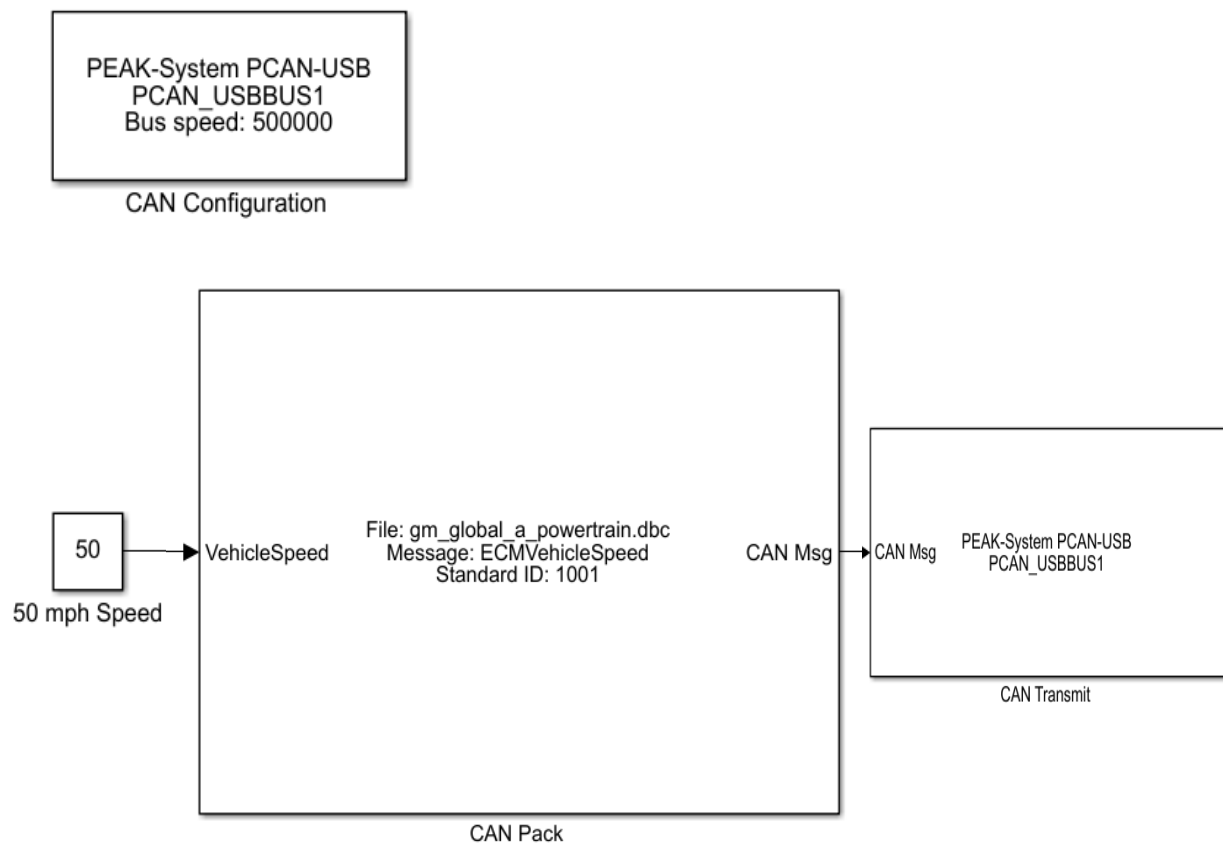 PEAK-System PCAN-USB
PCAN_USBBUS1
Bus speed: 500000
CAN Configuration
50
50 mph Speed
VehicleSpeed
File: gm_global_a_powertrain.dbc
Message: ECMVehicleSpeed
Standard ID: 1001
CAN Msg
CAN Pack
CAN Msg
PEAK-System PCAN-USB
PCAN_USBBUS1
CAN Transmit